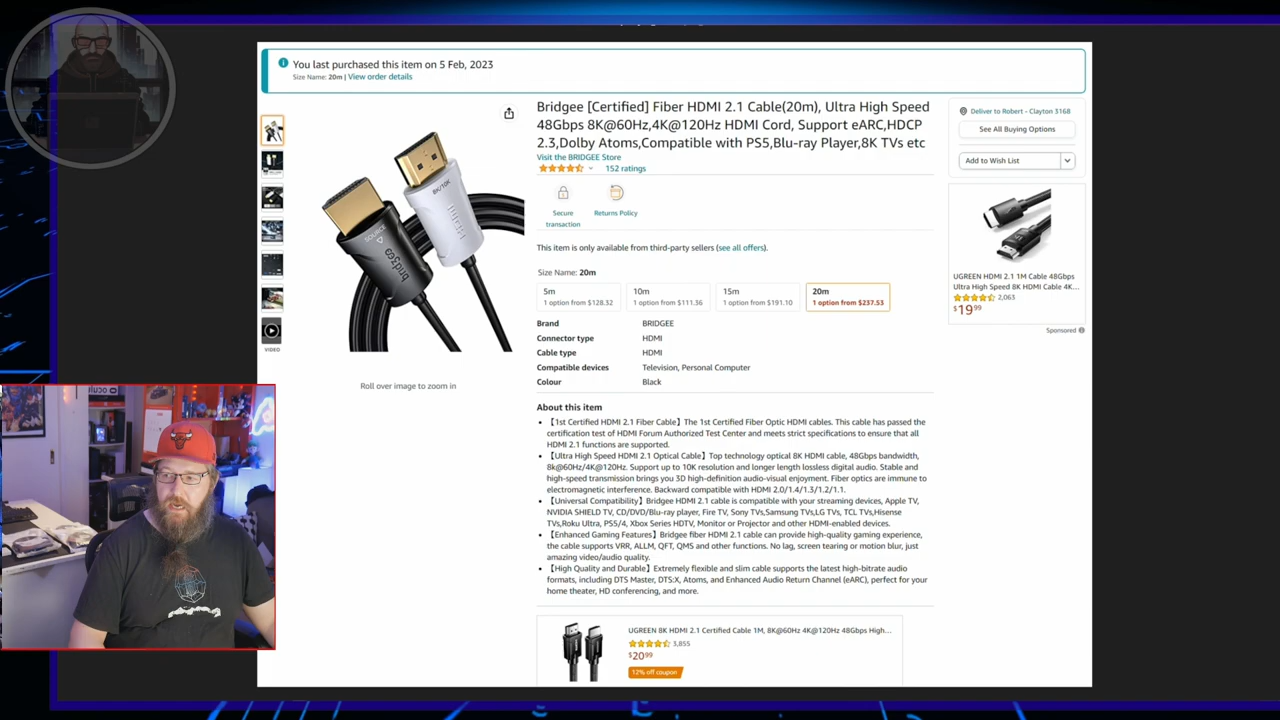 You last purchased this item on 5 Feb, 2023
Size Name: 20m | View order details
Bridgee [Certified] Fiber HDMI 2.1 Cable(20m), Ultra High Speed
48Gbps 8K@60Hz,4K@120Hz HDMI Cord, Support eARC,HDCP
2.3,Dolby Atoms,Compatible with PS5,Blu-ray Player,8K TVs etc
Visit the BRIDGEE Store
152 ratings
Secure
transaction
Returns Policy
This item is only available from third-party sellers (see all offers).
Size Name: 20m
5m
1 option from $128.32
10m
1 option from $111.36
15m
1 option from $191.10
20m
1 option from $237.53
Brand BRIDGEE
Connector type HDMI
Cable type HDMI
Compatible devices Television, Personal Computer
Colour Black
About this item
【1st Certified HDMI 2.1 Fiber Cable】The 1st Certified Fiber Optic HDMI cables. This cable has passed the
certification test of HDMI Forum Authorized Test Center and meets strict specifications to ensure that all
HDMI 2.1 functions are supported.
【Ultra High Speed HDMI 2.1 Optical Cable】Top technology optical 8K HDMI cable, 48Gbps bandwidth,
8k@60Hz/4K@120Hz. Support up to 10K resolution and longer length lossless digital audio. Stable and
high-speed transmission brings you 3D high-definition audio-visual enjoyment. Fiber optics are immune to
electromagnetic interference. Backward compatible with HDMI 2.0/1.4/1.3/1.2/1.1.
【Universal Compatibility】Bridgee HDMI 2.1 cable is compatible with your streaming devices, Apple TV,
NVIDIA SHIELD TV, CD/DVD/Blu-ray player, Fire TV, Sony TVs,Samsung TVs,LG TVs, TCL TVs,Hisense
TVs,Roku Ultra, PS5/4, Xbox Series HDTV, Monitor or Projector and other HDMI-enabled devices.
【Enhanced Gaming Features】Bridgee fiber HDMI 2.1 cable can provide high-quality gaming experience,
the cable supports VRR, ALLM, QFT, QMS and other functions. No lag, screen tearing or motion blur, just
amazing video/audio quality.
【High Quality and Durable】Extremely flexible and slim cable supports the latest high-bitrate audio
formats, including DTS Master, DTS:X, Atoms, and Enhanced Audio Return Channel (eARC), perfect for your
home theater, HD conferencing, and more.
UGREEN 8K HDMI 2.1 Certified Cable 1M, 8K@60Hz 4K@120Hz 48Gbps High...
3,855
$20.99
12% off coupon
SOURCE
bridgee
8K/10K
VIDEO
Roll over image to zoom in
Deliver to Robert - Clayton 3168
See All Buying Options
Add to Wish List
UGREEN HDMI 2.1 1M Cable 48Gbps
Ultra High Speed 8K HDMI Cable 4K...
2,063
$19.99
Sponsored